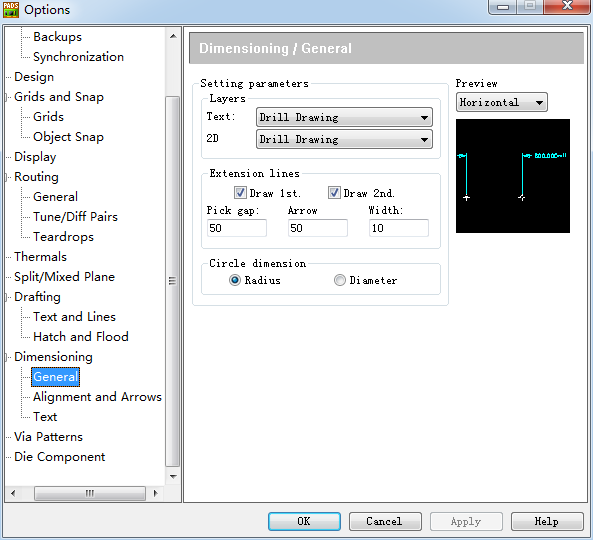 PADS Options
Backups
Synchronization
Design
Grids and Snap
Grids
Object Snap
Display
Routing
General
Tune/Diff Pairs
Teardrops
Thermals
Split/Mixed Plane
Drafting
Text and Lines
Hatch and Flood
Dimensioning
General
Alignment and Arrows
Text
Via Patterns
Die Component
Dimensioning / General
Setting parameters
Layers
Text: Drill Drawing
2D Drill Drawing
Extension lines
Draw 1st. Draw 2nd.
Pick gap: Arrow Width:
50 50 10
Circle dimension
Radius Diameter
Preview
Horizontal
OK Cancel Apply Help